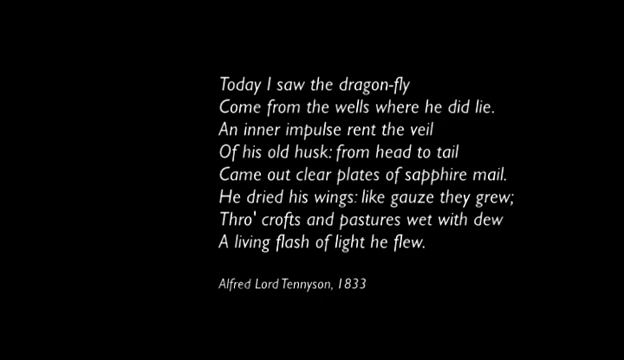 Today I saw the dragon-fly
Come from the wells where he did lie.
An inner impulse rent the veil
Of his old husk: from head to tail
Came out clear plates of sapphire mail.
He dried his wings: like gauze they grew;
Thro' crofts and pastures wet with dew
A living flash of light he flew.
Alfred Lord Tennyson, 1833